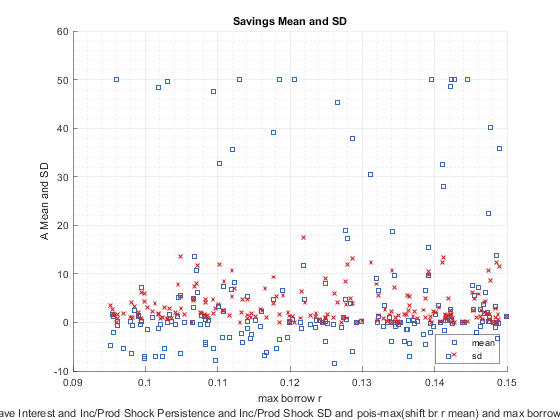 Savings Mean and SD
60
50
40
30
20
10
0
-10
A Mean and SD
0.09
0.1
0.11
0.12
0.13
0.14
0.15
max borrow r
mean
sd
ave Interest and Inc/Prod Shock Persistence and Inc/Prod Shock SD and pois-max(shift br r mean) and max borrow